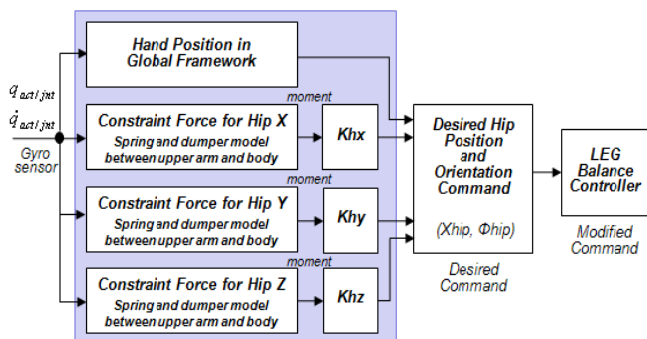 Hand Position in
Global Framework
q act/jnt
q̇ act/jnt
Gyro
sensor
moment
Constraint Force for Hip X
Spring and dumper model
between upper arm and body
Khx
moment
Constraint Force for Hip Y
Spring and dumper model
between upper arm and body
Khy
moment
Constraint Force for Hip Z
Spring and dumper model
between upper arm and body
Khz
Desired Hip
Position
and
Orientation
Command
(Xhip, Φhip)
Desired
Command
LEG
Balance
Controller
Modified
Command